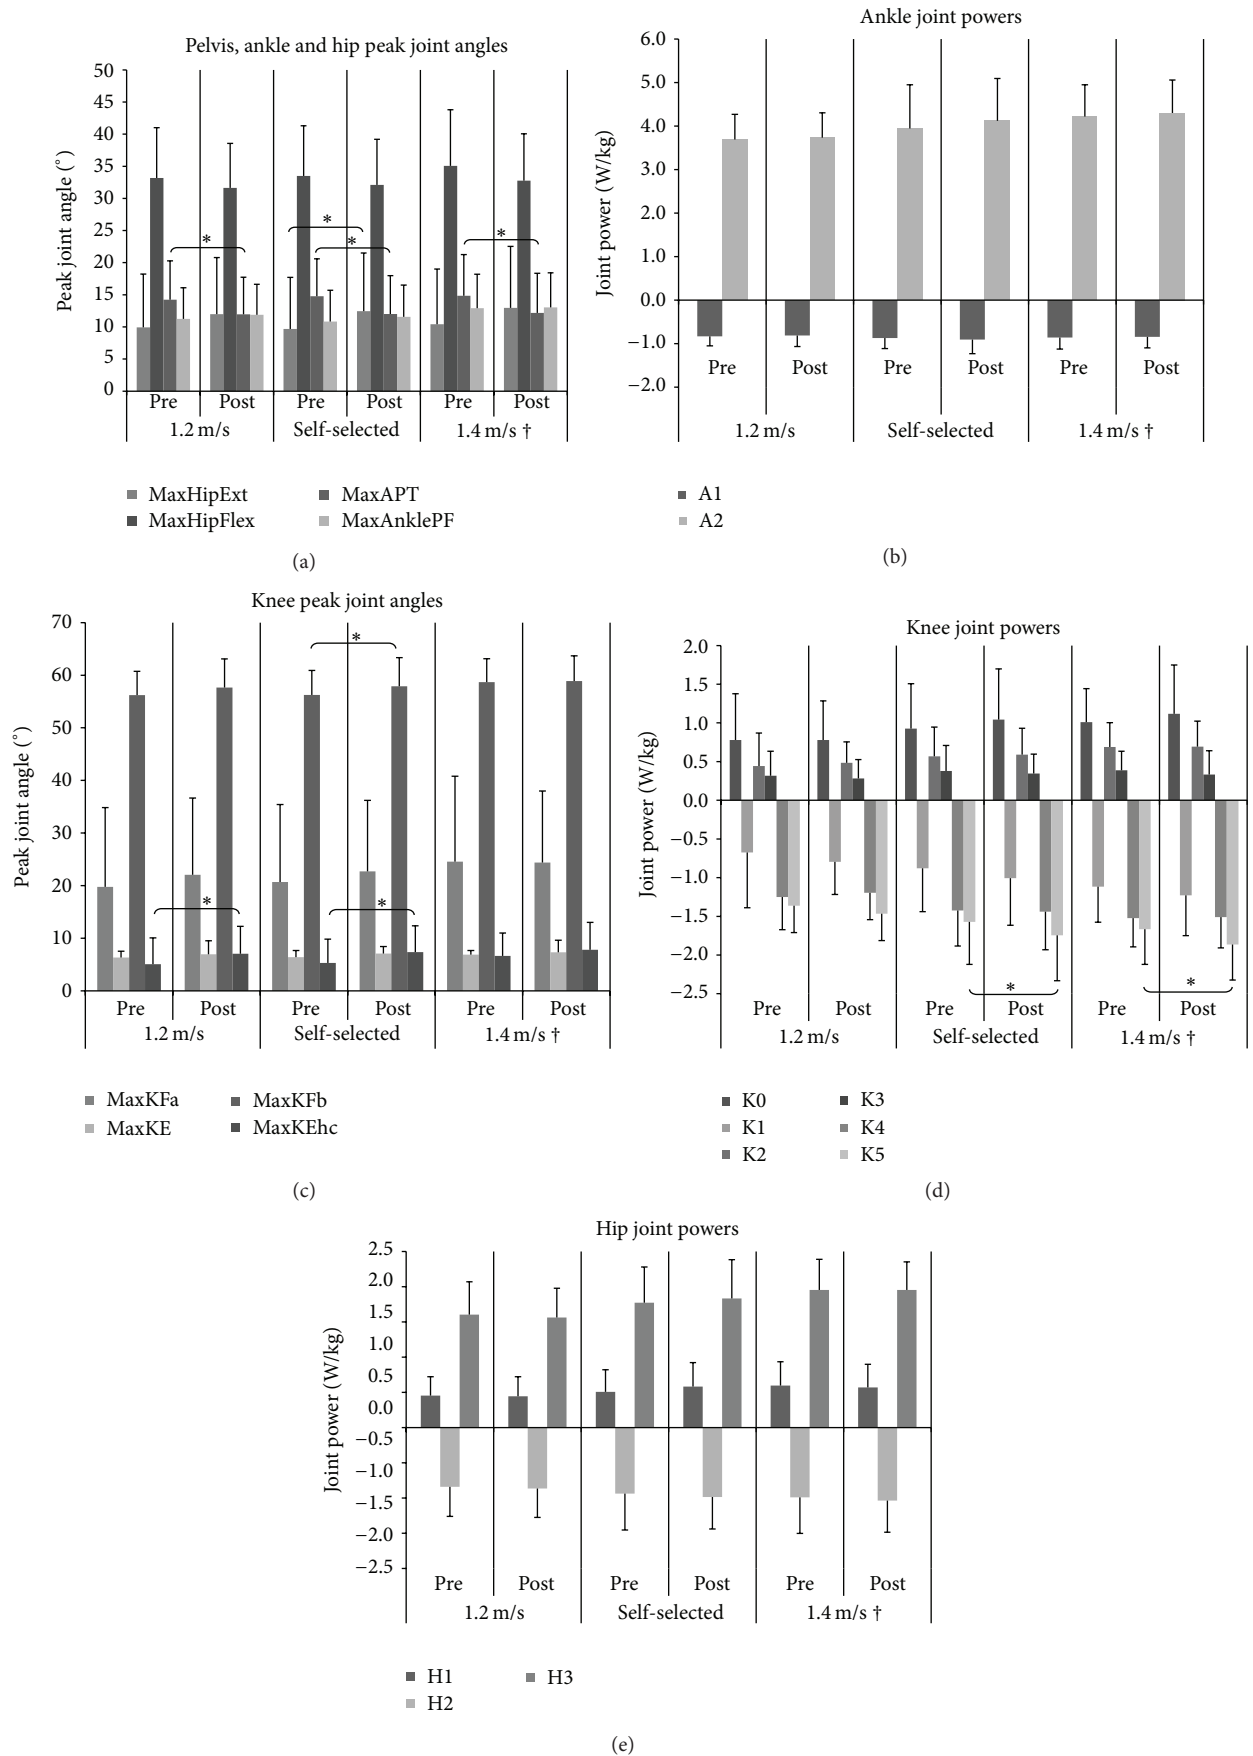 Pelvis, ankle and hip peak joint angles
Peak joint angle (°)
50
45
40
35
30
25
20
15
10
5
0
* * * *
Pre Post Pre Post Pre Post
1.2 m/s Self-selected 1.4 m/s †
MaxHipExt MaxAPT
MaxHipFlex MaxAnklePF
(a)
Ankle joint powers
Joint power (W/kg)
6.0
5.0
4.0
3.0
2.0
1.0
0.0
−1.0
−2.0
Pre Post Pre Post Pre Post
1.2 m/s Self-selected 1.4 m/s †
A1
A2
(b)
Knee peak joint angles
Peak joint angle (°)
70
60
50
40
30
20
10
0
* * *
Pre Post Pre Post Pre Post
1.2 m/s Self-selected 1.4 m/s †
MaxKFa MaxKFb
MaxKE MaxKEhc
(c)
Knee joint powers
Joint power (W/kg)
2.0
1.5
1.0
0.5
0.0
−0.5
−1.0
−1.5
−2.0
−2.5
* *
Pre Post Pre Post Pre Post
1.2 m/s Self-selected 1.4 m/s †
K0 K3
K1 K4
K2 K5
(d)
Hip joint powers
Joint power (W/kg)
2.5
2.0
1.5
1.0
0.5
0.0
−0.5
−1.0
−1.5
−2.0
−2.5
Pre Post Pre Post Pre Post
1.2 m/s Self-selected 1.4 m/s †
H1 H3
H2
(e)